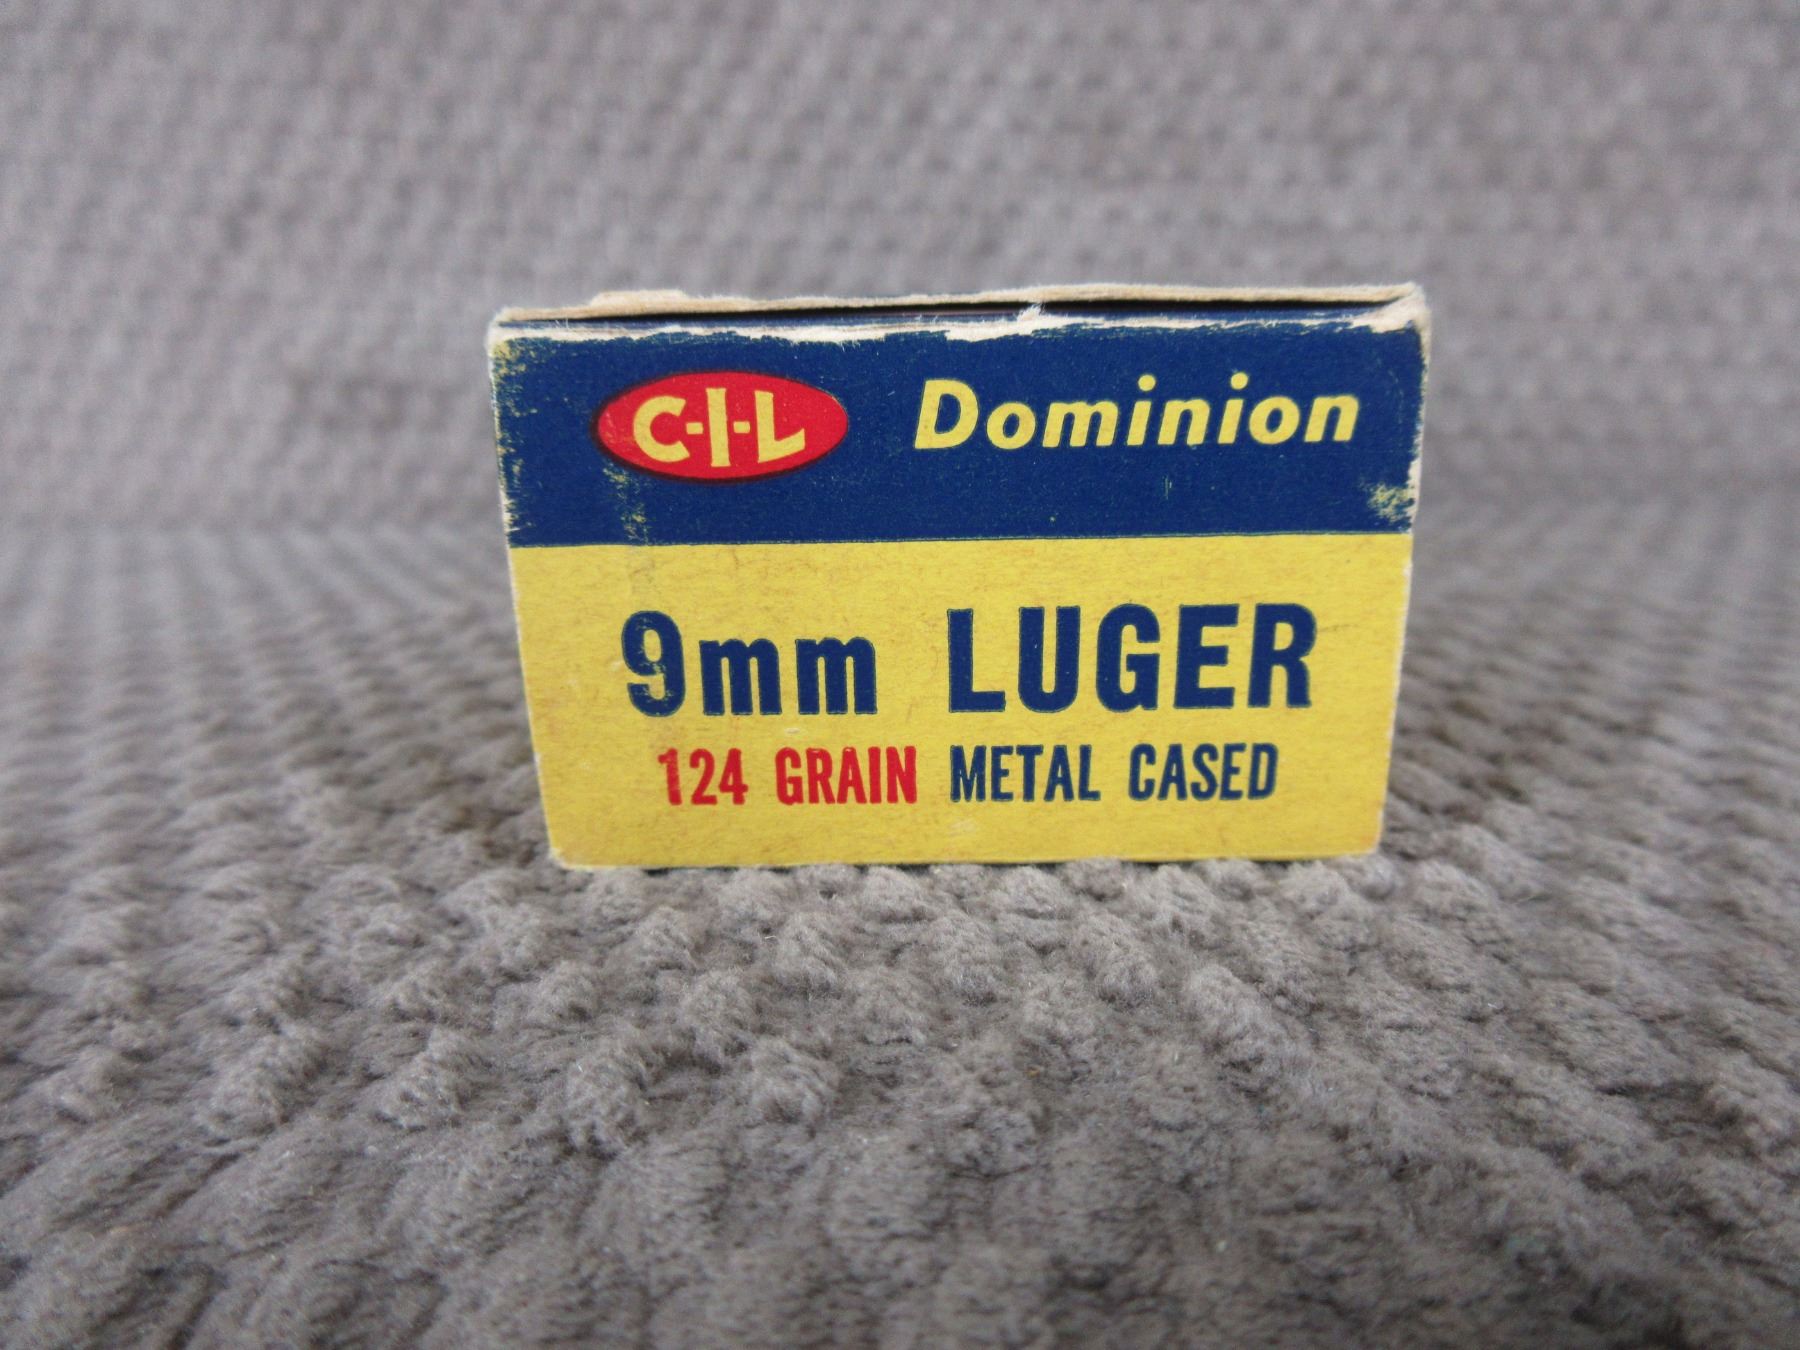 C-I-L Dominion
9mm LUGER
124 GRAIN METAL CASED